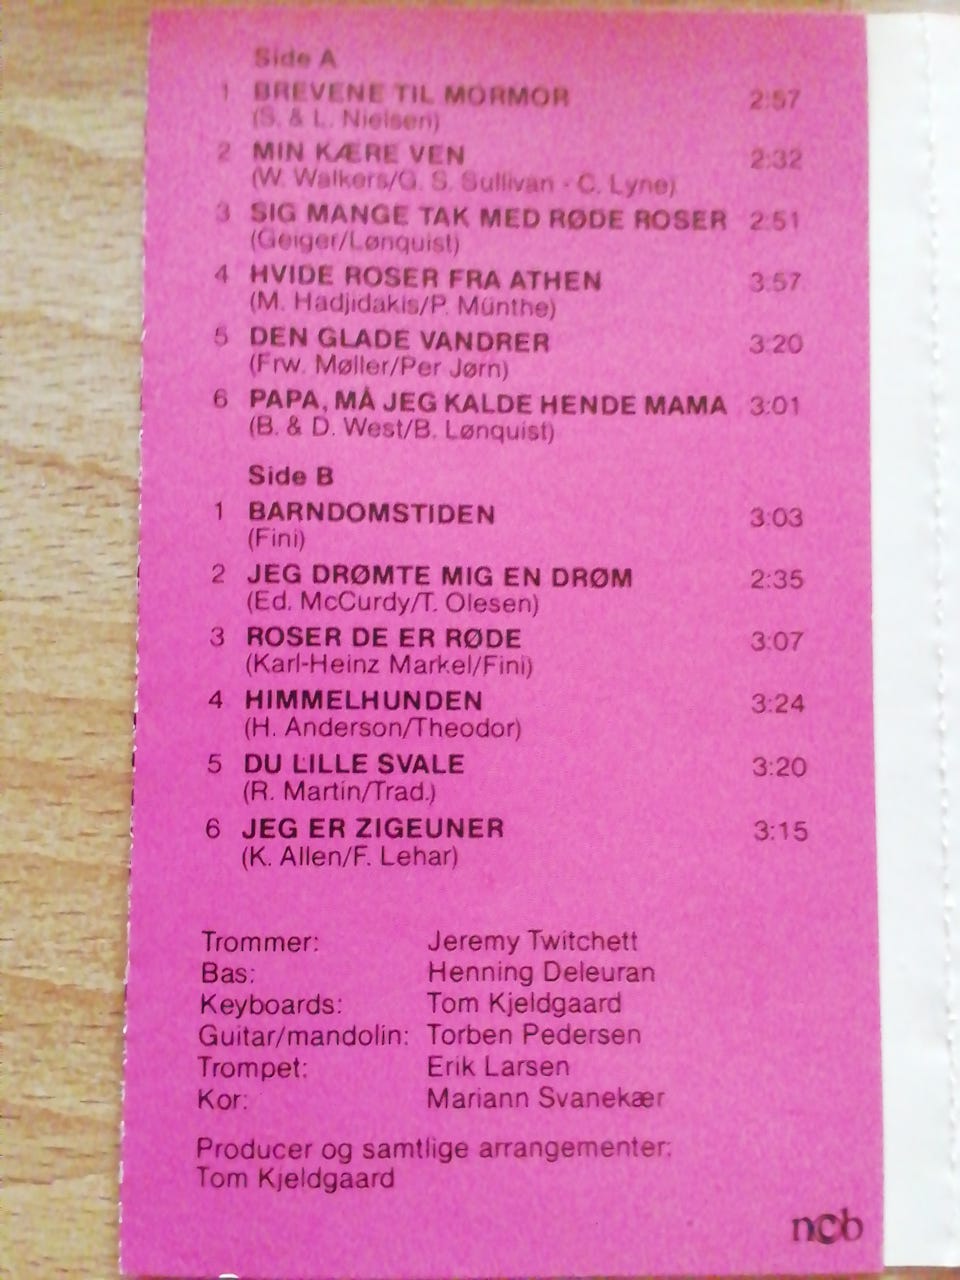 Side A
1 BREVENE TIL MORMOR 2:57
(S. & L. Nielsen)
2 MIN KÆRE VEN 2:32
(W. Walkers/G. S. Sullivan - C. Lyne)
3 SIG MANGE TAK MED RØDE ROSER 2:51
(Geiger/Lønquist)
4 HVIDE ROSER FRA ATHEN 3:57
(M. Hadjidakis/P. Münthe)
5 DEN GLADE VANDRER 3:20
(Frw. Møller/Per Jørn)
6 PAPA, MÅ JEG KALDE HENDE MAMA 3:01
(B. & D. West/B. Lønquist)
Side B
1 BARNDOMSTIDEN 3:03
(Fini)
2 JEG DRØMTE MIG EN DRØM 2:35
(Ed. McCurdy/T. Olesen)
3 ROSER DE ER RØDE 3:07
(Karl-Heinz Markel/Fini)
4 HIMMELHUNDEN 3:24
(H. Anderson/Theodor)
5 DU LILLE SVALE 3:20
(R. Martin/Trad.)
6 JEG ER ZIGEUNER 3:15
(K. Allen/F. Lehar)
Trommer: Jeremy Twitchett
Bas: Henning Deleuran
Keyboards: Tom Kjeldgaard
Guitar/mandolin: Torben Pedersen
Trompet: Erik Larsen
Kor: Mariann Svanekær
Producer og samtlige arrangementer:
Tom Kjeldgaard
ncb